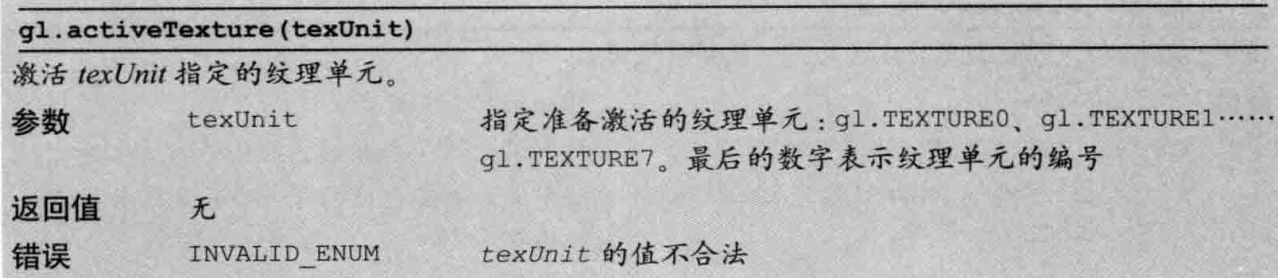 gl.activeTexture(texUnit)
激活 texUnit 指定的纹理单元。
参数 texUnit 指定准备激活的纹理单元：gl.TEXTURE0、gl.TEXTURE1……
gl.TEXTURE7。最后的数字表示纹理单元的编号
返回值 无
错误 INVALID_ENUM texUnit 的值不合法